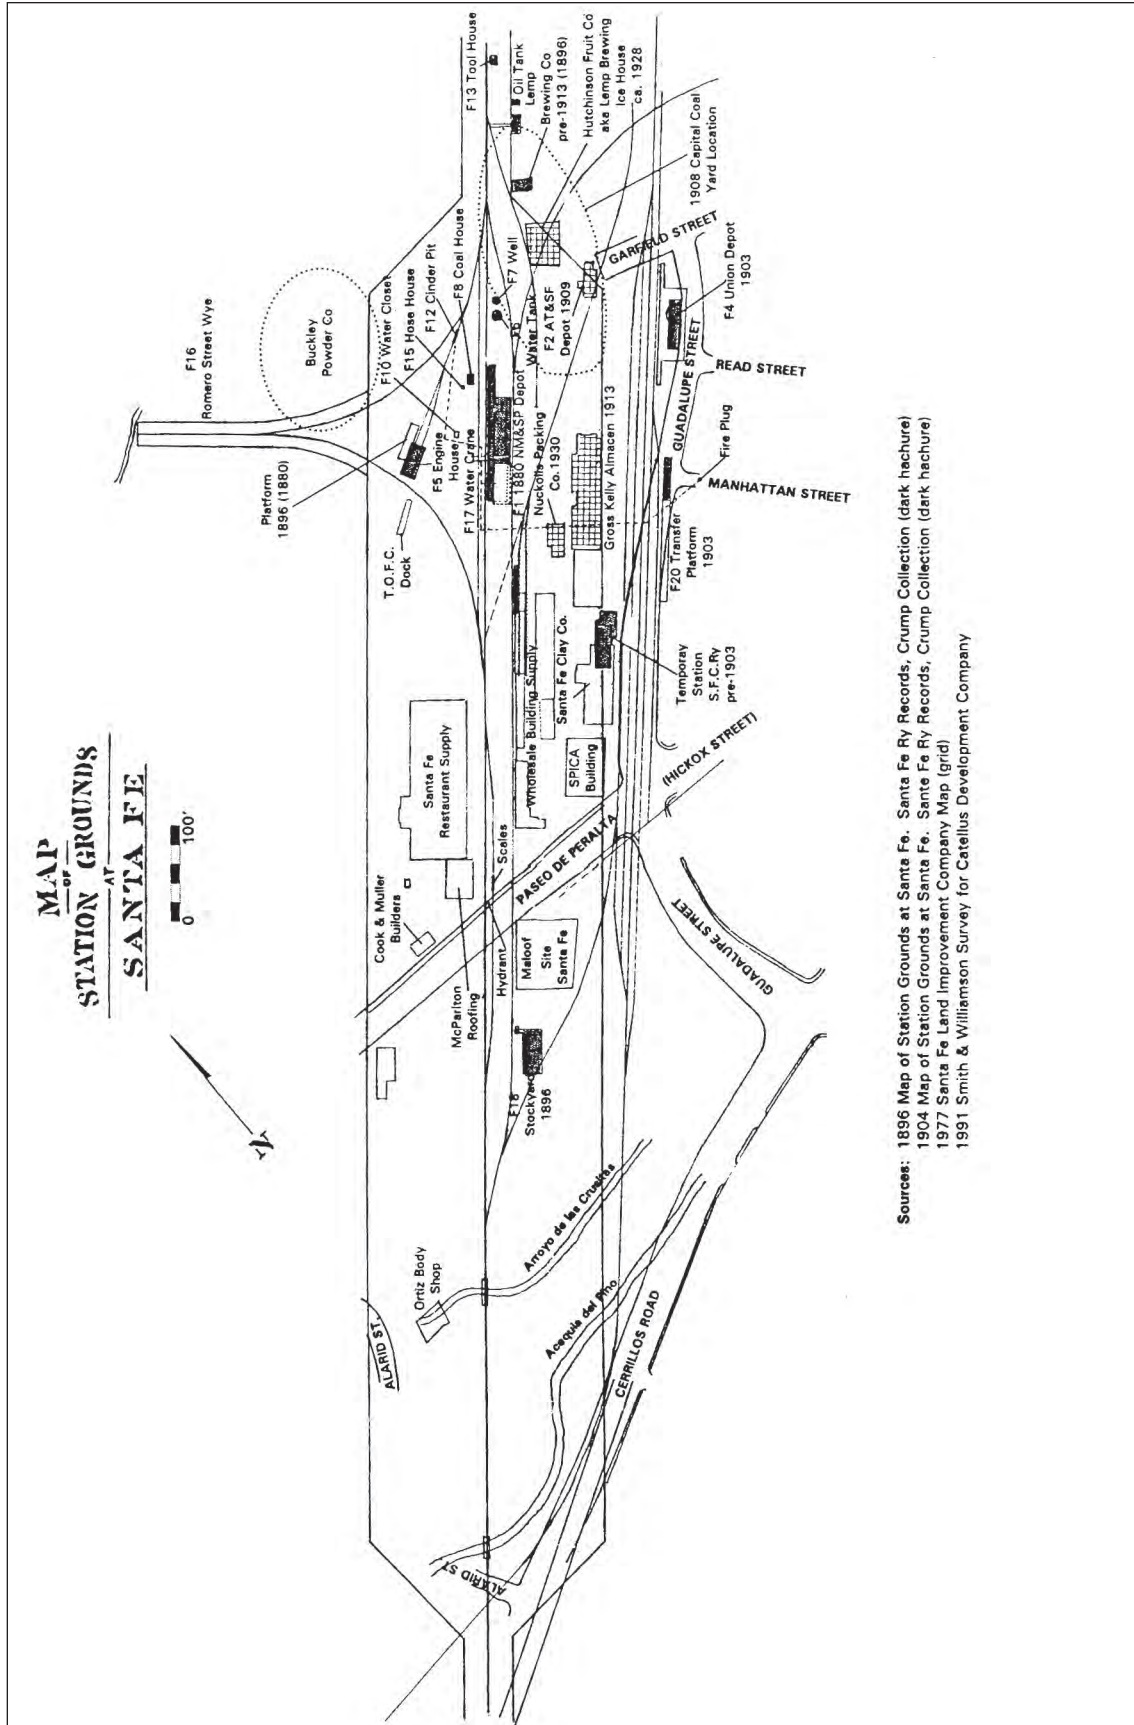 MAP
OF
STATION GROUNDS
AT
SANTA FE
0 100'
N
F16
Romero Street Wye
Buckley
Powder Co
Platform
1896 (1880)
T.O.F.C.
Dock
F5 Engine
House
F10 Water Closet
F15 Hose House
F12 Cinder Pit
F8 Coal House
F17 Water Crane
F13 Tool House
Oil Tank
Lemp
Brewing Co
pre-1913 (1896)
Hutchinson Fruit Co
aka Lemp Brewing
Ice House
ca. 1928
1908 Capital Coal
Yard Location
F7 Well
F6
Water Tank
F1 1880 NM&SP Depot
F2 AT&SF
Depot 1909
Nuckolls Packing
Co. 1930
Gross Kelly Almacen 1913
GARFIELD STREET
F4 Union Depot
1903
GUADALUPE STREET
READ STREET
Fire Plug
MANHATTAN STREET
F20 Transfer
Platform
1903
Temporay
Station
S.F.C.Ry
pre-1903
Santa Fe Clay Co.
Wholesale Building Supply
SPICA
Building
(HICKOX STREET)
PASEO DE PERALTA
Santa Fe
Restaurant Supply
Scales
Cook & Muller
Builders
McParlton
Roofing
Hydrant
Maloof
Site
Santa Fe
GUADALUPE STREET
F18
Stockyard
1896
Arroyo de las Crusitas
Ortiz Body
Shop
ALARID ST.
Acequia del Pino
CERRILLOS ROAD
ALARID ST
Sources: 1896 Map of Station Grounds at Santa Fe. Santa Fe Ry Records, Crump Collection (dark hachure)
1904 Map of Station Grounds at Santa Fe. Sante Fe Ry Records, Crump Collection (dark hachure)
1977 Santa Fe Land Improvement Company Map (grid)
1991 Smith & Williamson Survey for Catellus Development Company